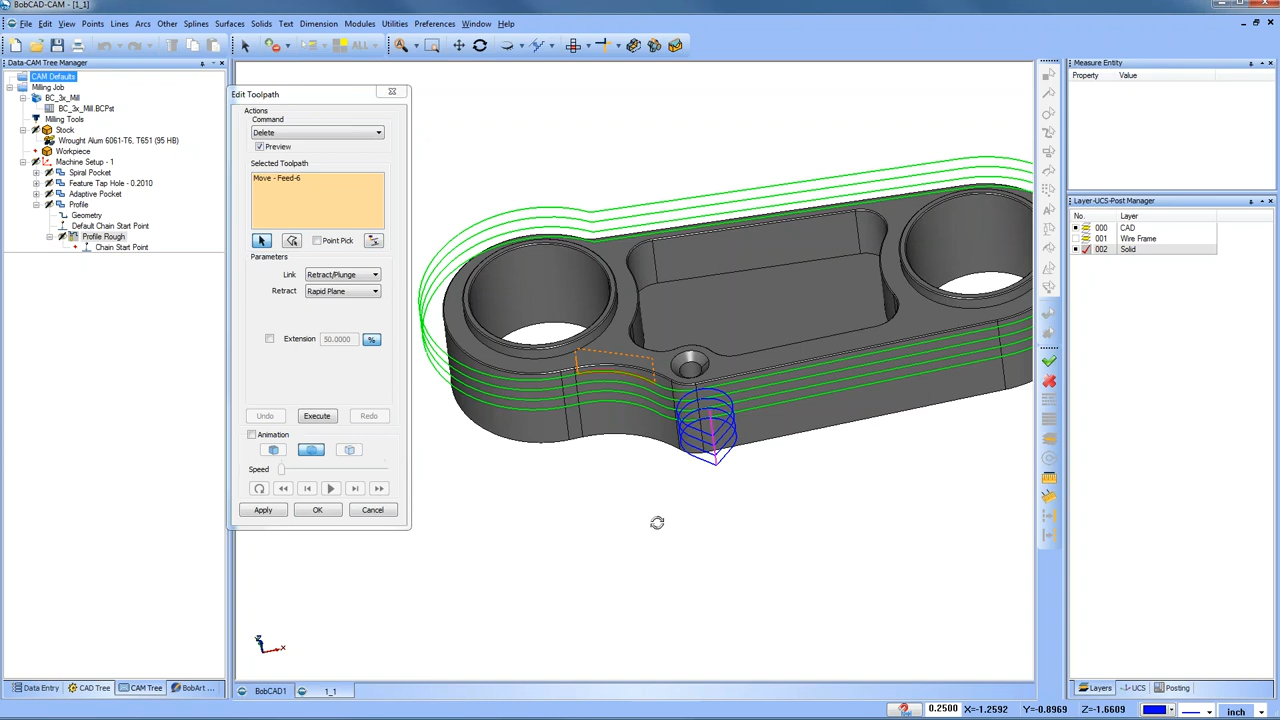 BobCAD-CAM - [1_1]
File Edit View Points Lines Arcs Other Splines Surfaces Solids Text Dimension Modules Utilities Preferences Window Help
ALL
Data-CAM Tree Manager
CAM Defaults
Milling Job
BC_3x_Mill
BC_3x_Mill.BCPst
Milling Tools
Stock
Wrought Alum 6061-T6, T651 (95 HB)
Workpiece
Machine Setup - 1
Spiral Pocket
Feature Tap Hole - 0.2010
Adaptive Pocket
Profile
Geometry
Default Chain Start Point
Profile Rough
Chain Start Point
Data Entry CAD Tree CAM Tree BobArt ...
Edit Toolpath
Actions
Command
Delete
Preview
Selected Toolpath
Move - Feed-6
Point Pick
Parameters
Link Retract/Plunge
Retract Rapid Plane
Extension 50.0000 %
Undo Execute Redo
Animation
Speed
Apply OK Cancel
X
BobCAD1 1_1
Measure Entity
Property Value
Layer-UCS-Post Manager
No. Layer
000 CAD
001 Wire Frame
002 Solid
Layers UCS Posting
0.2500 X=-1.2592 Y=-0.8969 Z=-1.6609 inch